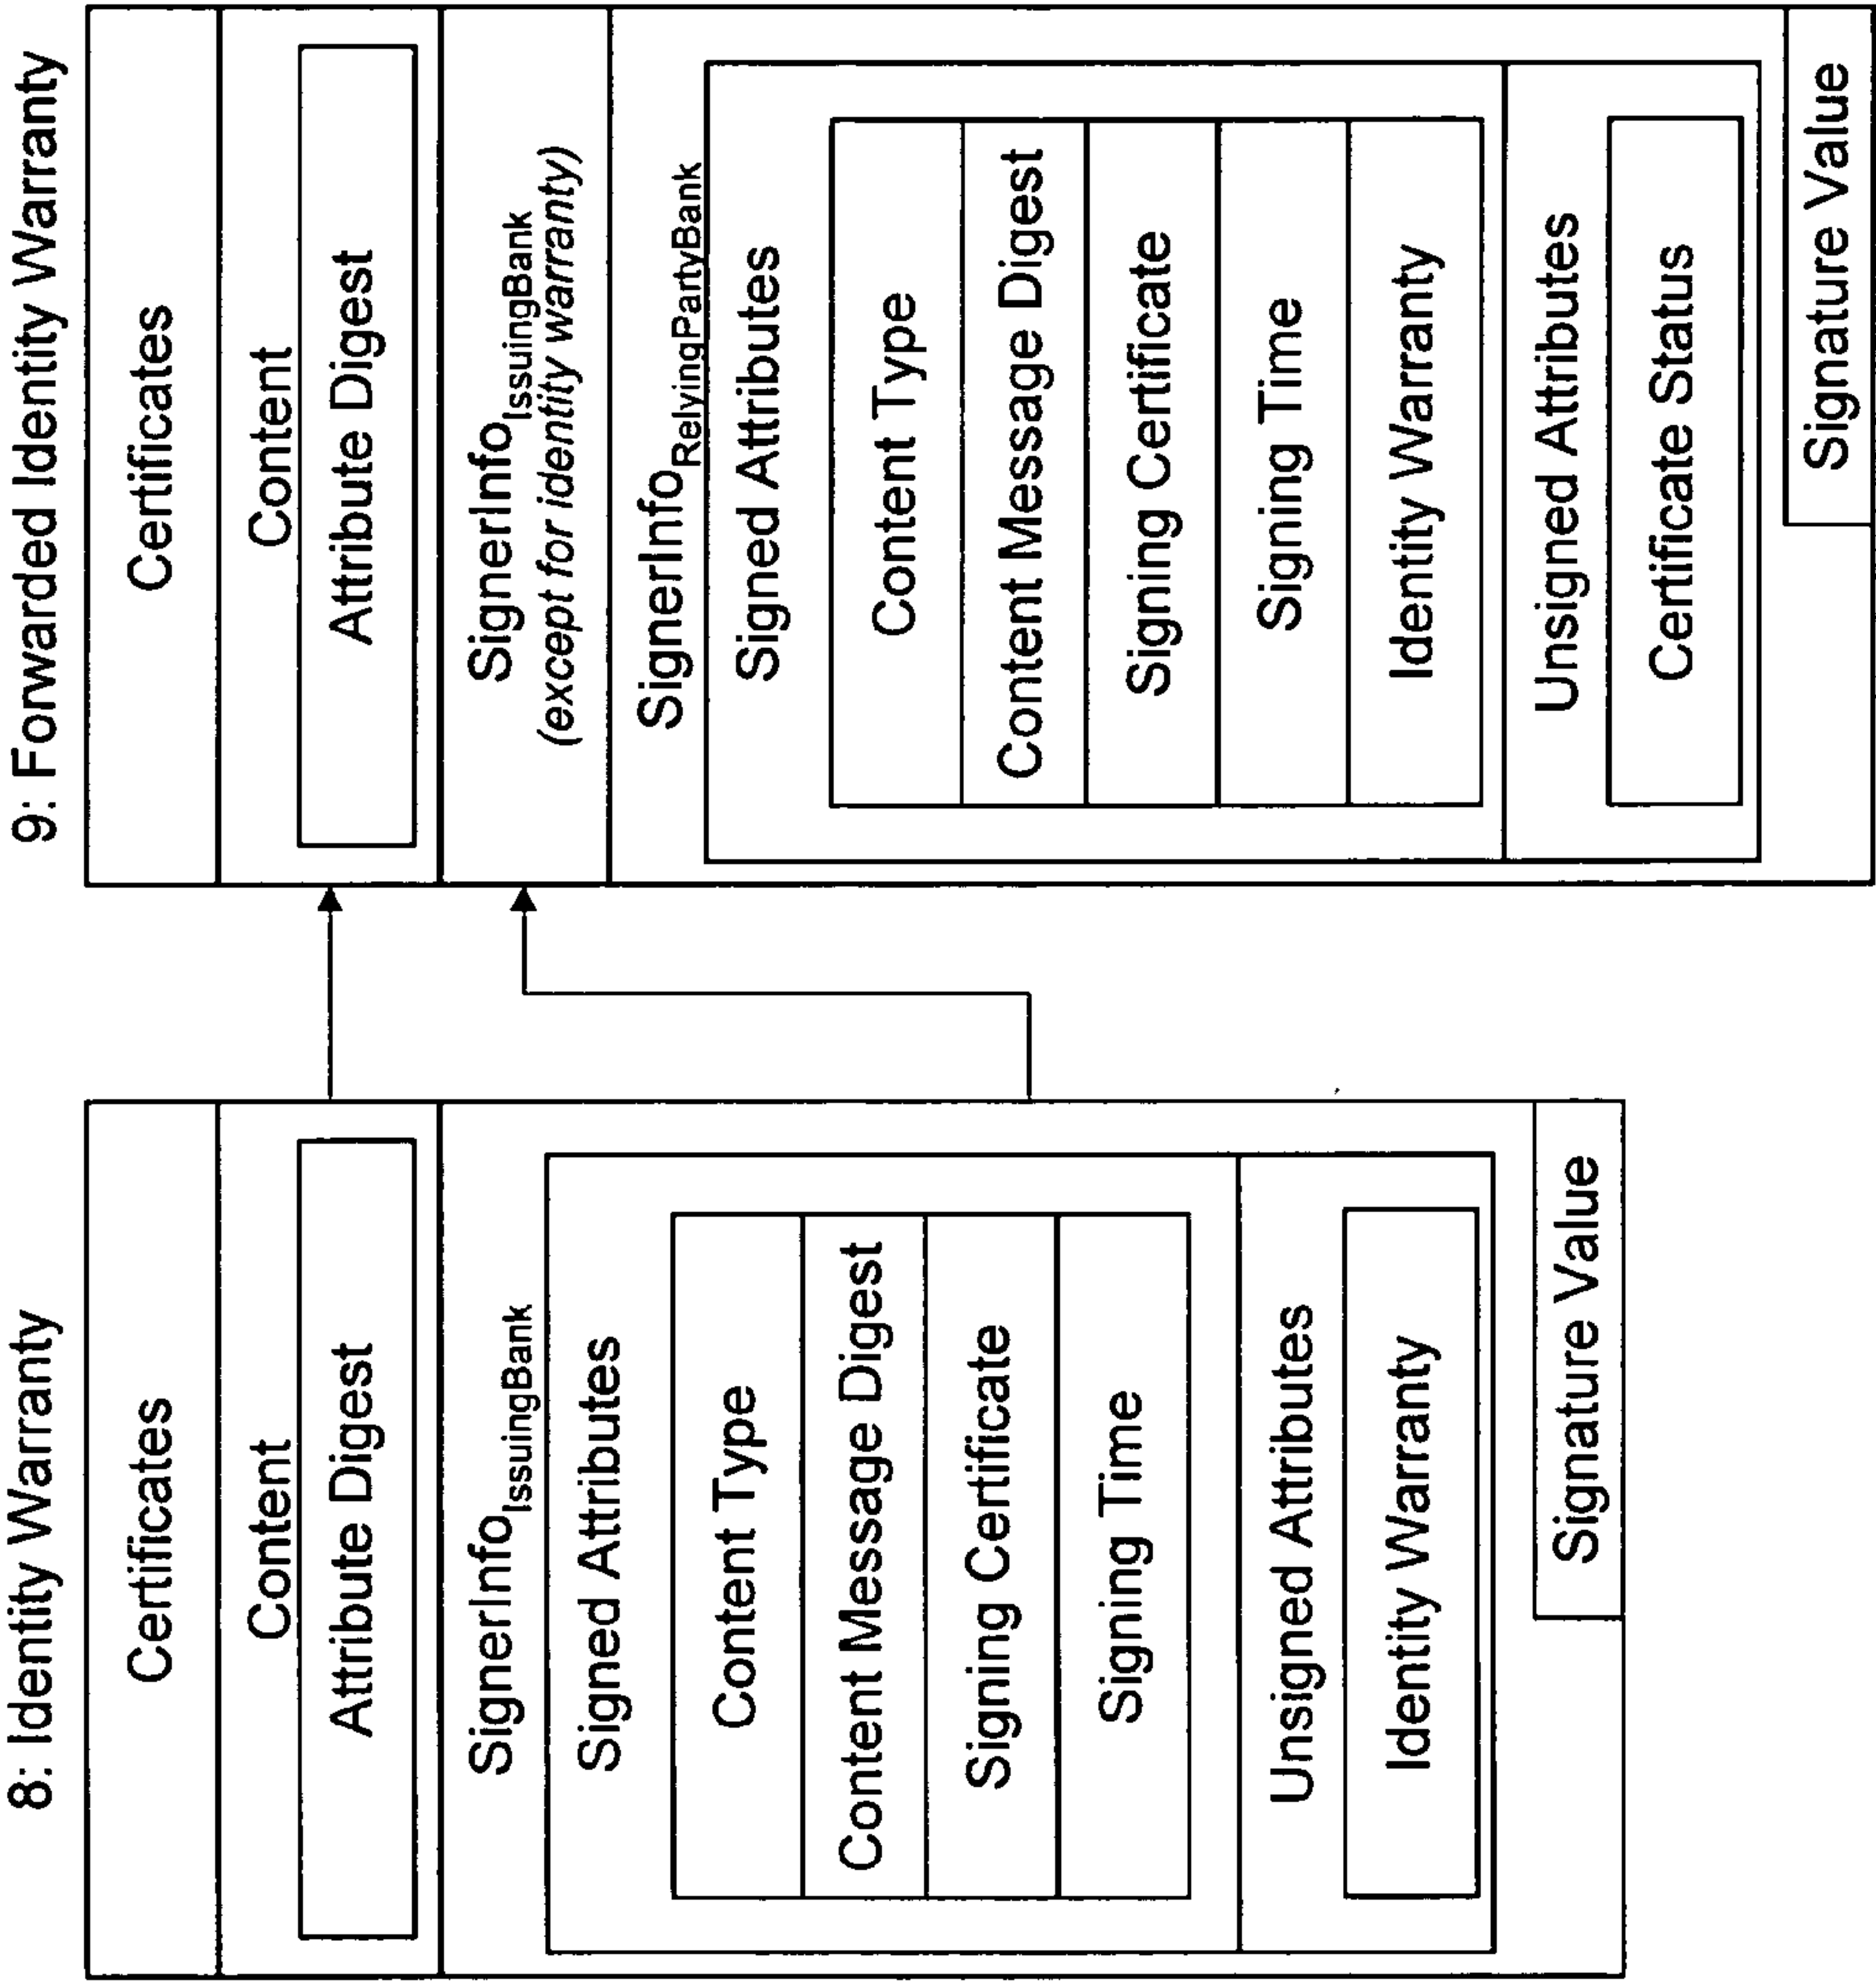 8: Identity Warranty
Certificates
Content
Attribute Digest
SignerInfoIssuingBank
Signed Attributes
Content Type
Content Message Digest
Signing Certificate
Signing Time
Unsigned Attributes
Identity Warranty
Signature Value
9: Forwarded Identity Warranty
Certificates
Content
Attribute Digest
SignerInfoIssuingBank
(except for identity warranty)
SignerInfoRelyingPartyBank
Signed Attributes
Content Type
Content Message Digest
Signing Certificate
Signing Time
Identity Warranty
Unsigned Attributes
Certificate Status
Signature Value